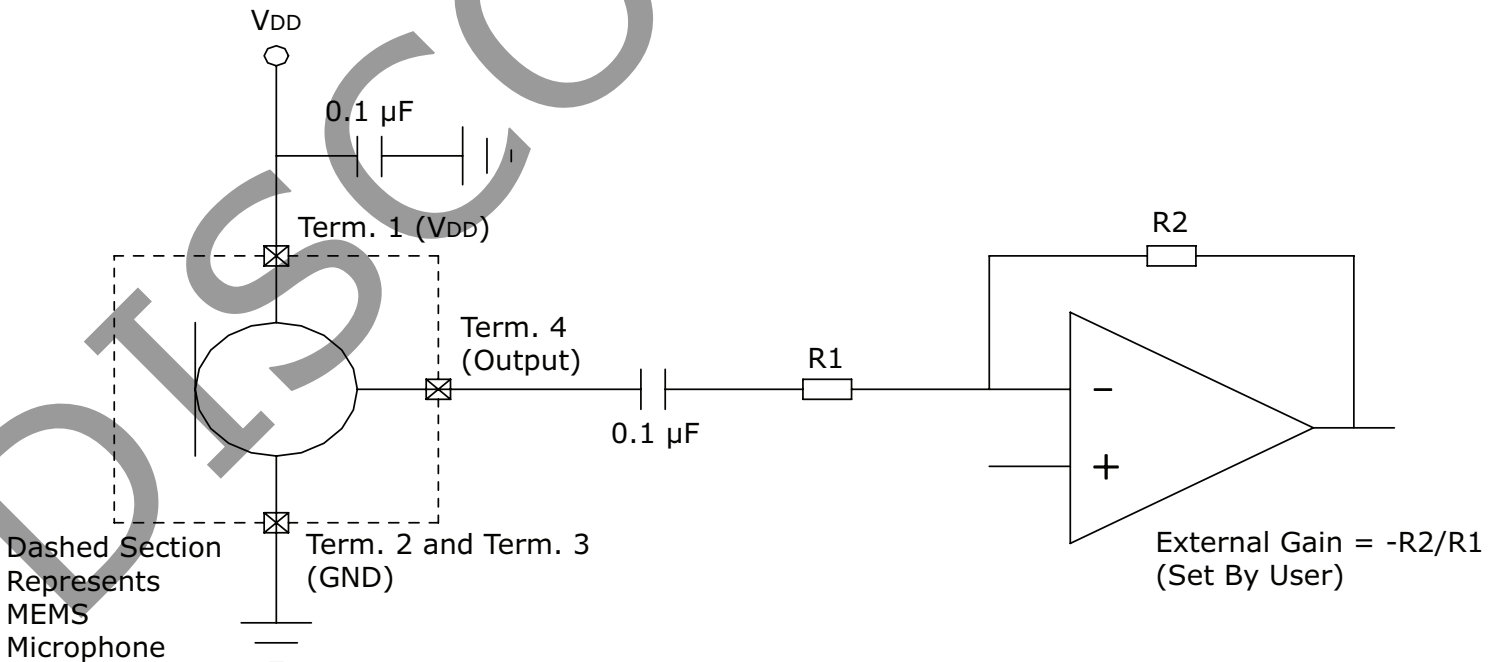 VDD
0.1 µF
Term. 1 (VDD)
R2
Term. 4
(Output)
R1
0.1 µF
−
+
Dashed Section
Represents
MEMS
Microphone
Term. 2 and Term. 3
(GND)
External Gain = -R2/R1
(Set By User)
DISCO